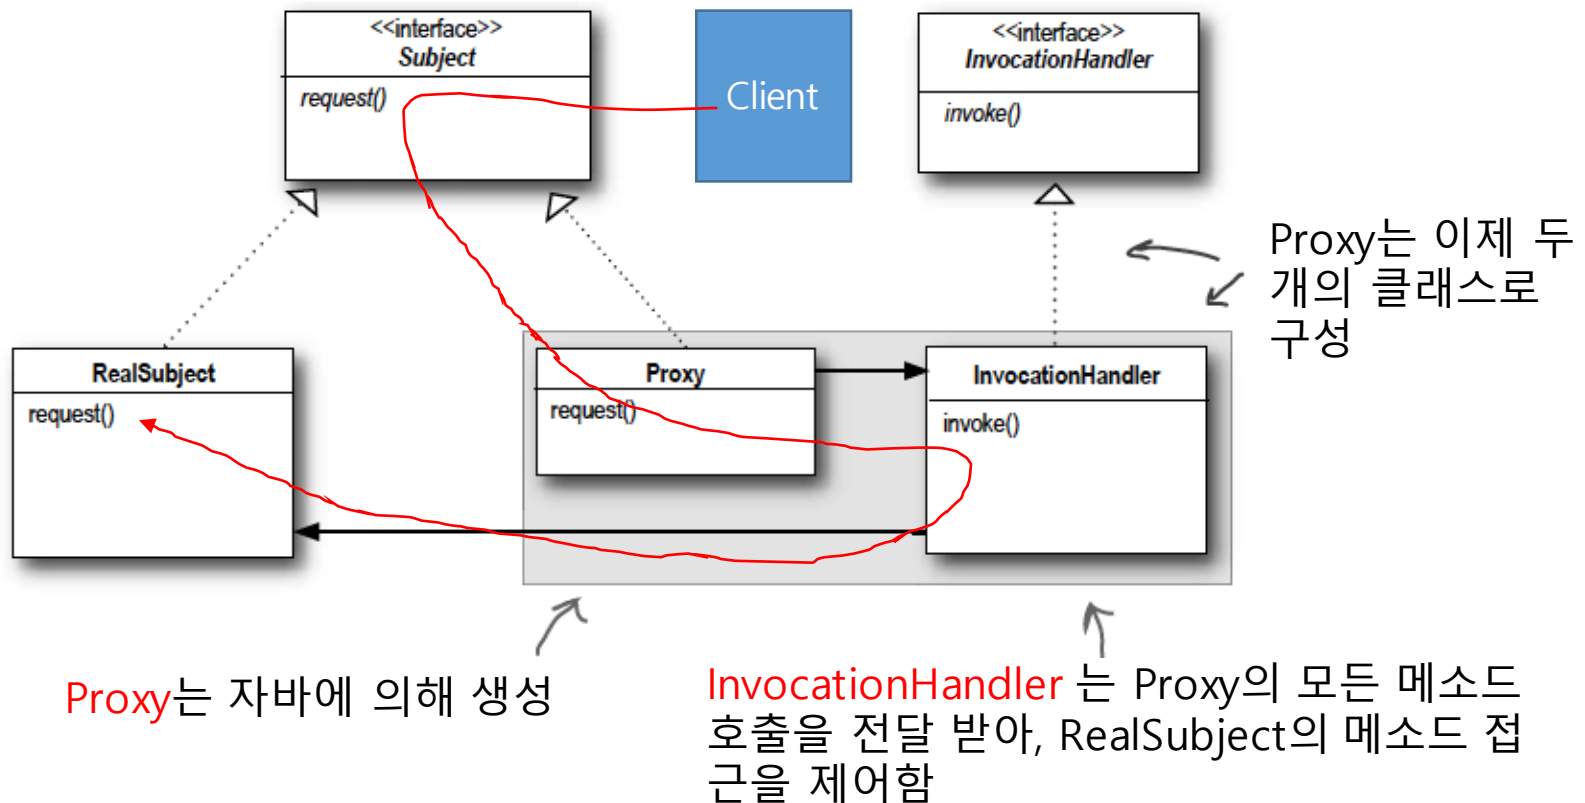 <<interface>>
Subject
request()
Client
<<interface>>
InvocationHandler
invoke()
Proxy는 이제 두
개의 클래스로
구성
RealSubject
request()
Proxy
request()
InvocationHandler
invoke()
Proxy는 자바에 의해 생성
InvocationHandler 는 Proxy의 모든 메소드
호출을 전달 받아, RealSubject의 메소드 접
근을 제어함